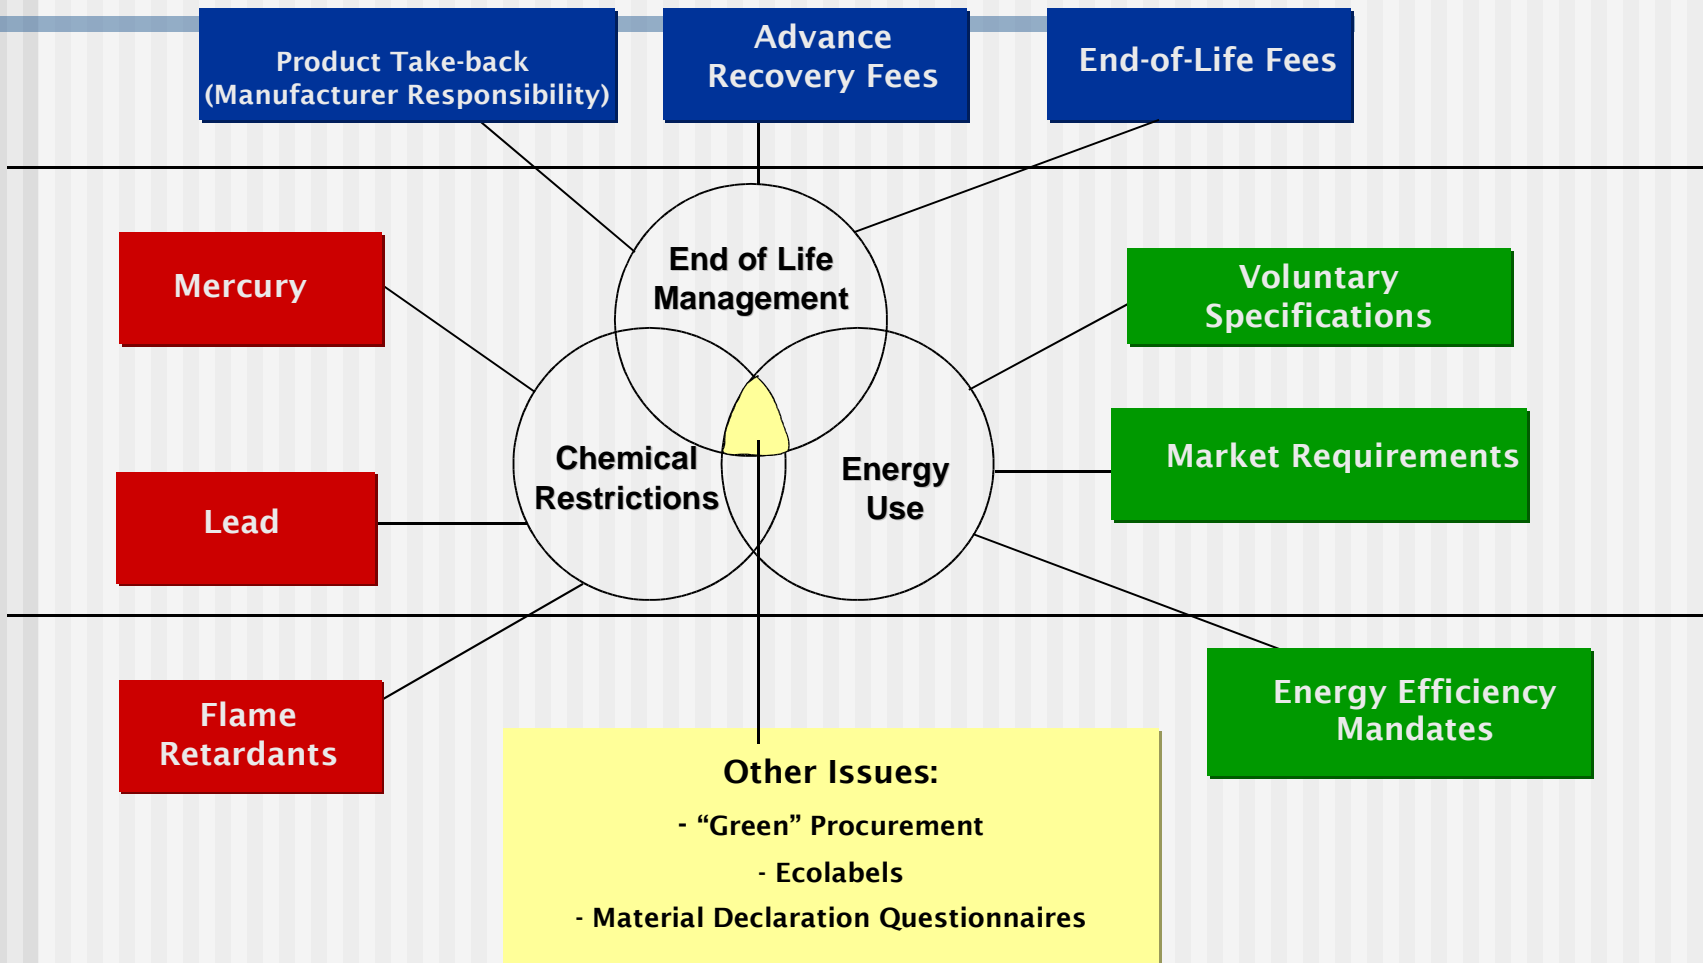 Product Take-back
(Manufacturer Responsibility)
Advance
Recovery Fees
End-of-Life Fees
Mercury
End of Life
Management
Voluntary
Specifications
Chemical
Restrictions
Energy
Use
Market Requirements
Lead
Flame
Retardants
Energy Efficiency
Mandates
Other Issues:
- “Green” Procurement
- Ecolabels
- Material Declaration Questionnaires